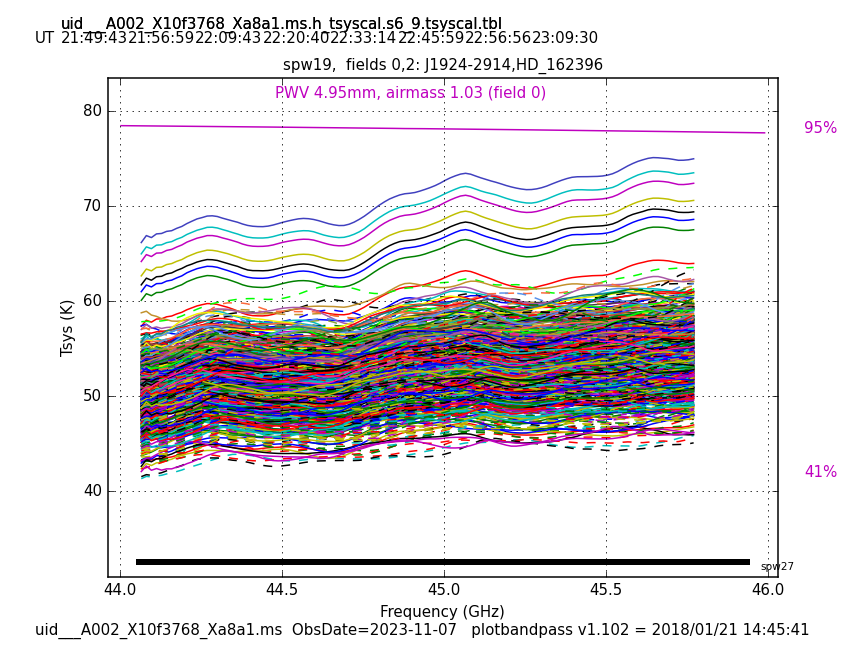 uid___A002_X10f3768_Xa8a1.ms.h_tsyscal.s6_9.tsyscal.tbl
UT 21:49:43 21:56:59 22:09:43 22:20:40 22:33:14 22:45:59 22:56:56 23:09:30
spw19,  fields 0,2: J1924-2914,HD_162396
PWV 4.95mm, airmass 1.03 (field 0)
80
95%
70
60
Tsys (K)
50
41%
40
spw27
44.0 44.5 45.0 45.5 46.0
Frequency (GHz)
uid___A002_X10f3768_Xa8a1.ms  ObsDate=2023-11-07   plotbandpass v1.102 = 2018/01/21 14:45:41